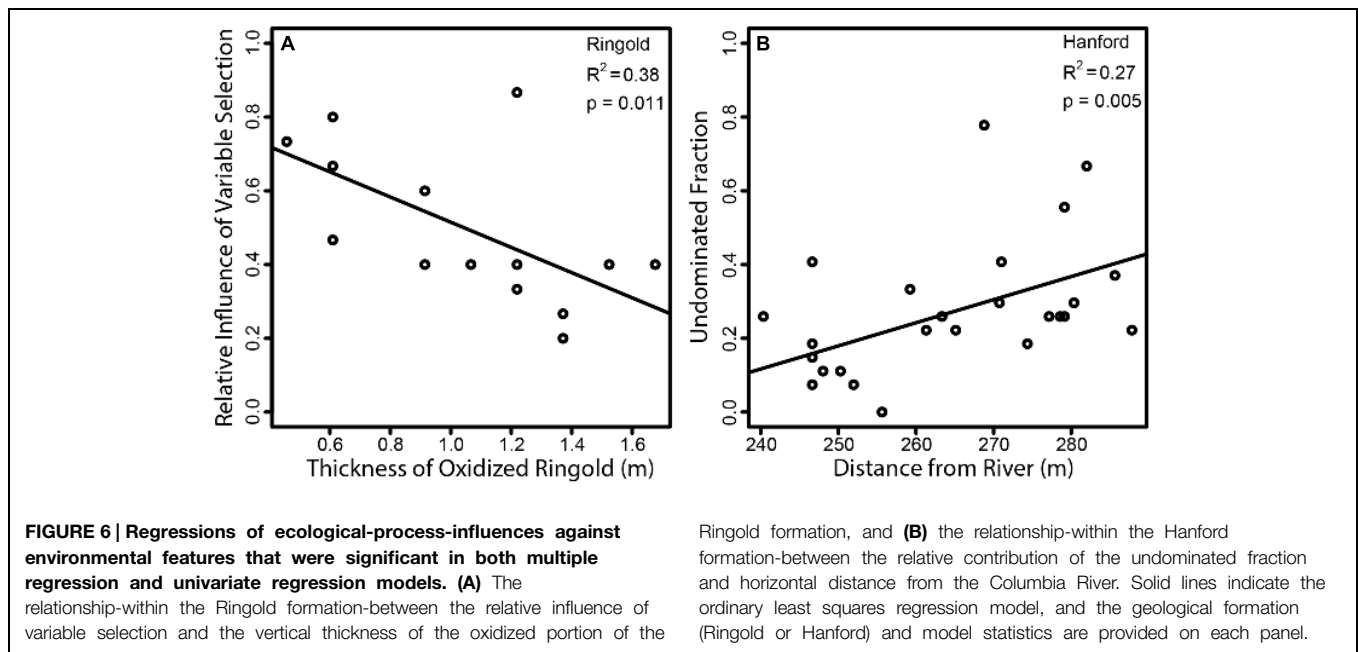 A
Ringold
R²=0.38
p = 0.011
1.0
0.8
0.6
0.4
0.2
0.0
Relative Influence of Variable Selection
0.6 0.8 1.0 1.2 1.4 1.6
Thickness of Oxidized Ringold (m)
B
Hanford
R²=0.27
p = 0.005
1.0
0.8
0.6
0.4
0.2
0.0
Undominated Fraction
240 250 260 270 280
Distance from River (m)
FIGURE 6 | Regressions of ecological-process-influences against
environmental features that were significant in both multiple
regression and univariate regression models. (A) The
relationship-within the Ringold formation-between the relative influence of
variable selection and the vertical thickness of the oxidized portion of the
Ringold formation, and (B) the relationship-within the Hanford
formation-between the relative contribution of the undominated fraction
and horizontal distance from the Columbia River. Solid lines indicate the
ordinary least squares regression model, and the geological formation
(Ringold or Hanford) and model statistics are provided on each panel.